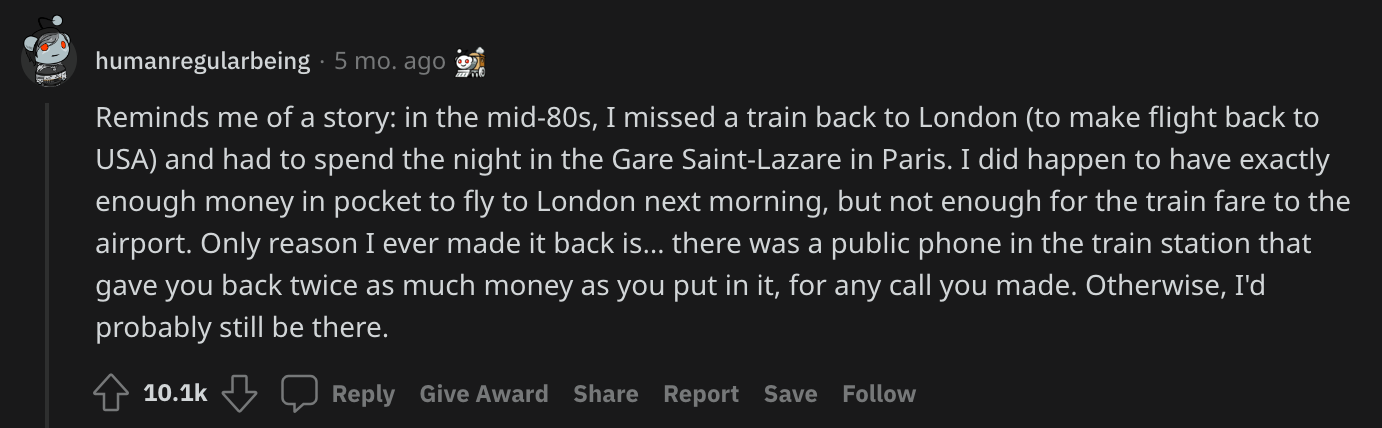 humanregularbeing · 5 mo. ago
Reminds me of a story: in the mid-80s, I missed a train back to London (to make flight back to
USA) and had to spend the night in the Gare Saint-Lazare in Paris. I did happen to have exactly
enough money in pocket to fly to London next morning, but not enough for the train fare to the
airport. Only reason I ever made it back is... there was a public phone in the train station that
gave you back twice as much money as you put in it, for any call you made. Otherwise, I'd
probably still be there.
10.1k Reply Give Award Share Report Save Follow